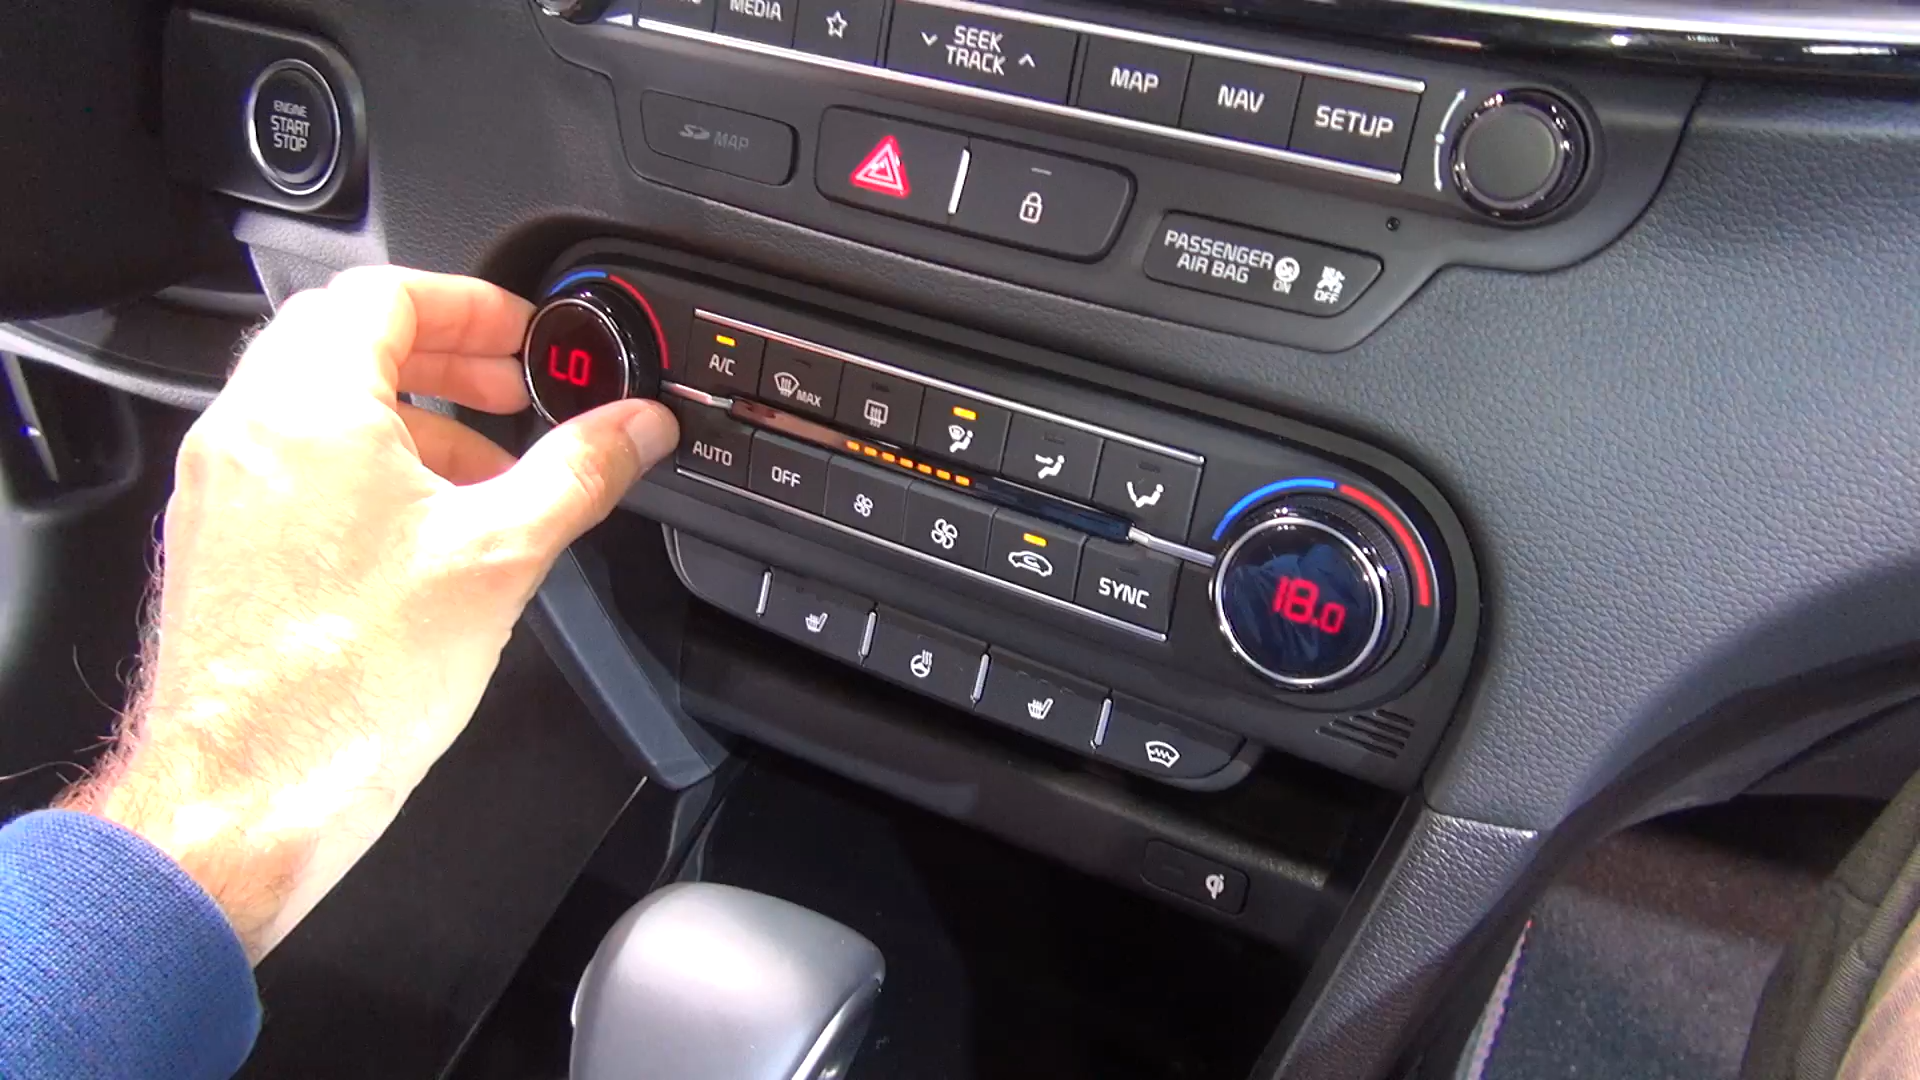 MEDIA
SEEK
TRACK
MAP
NAV
SETUP
ENGINE
START
STOP
SD MAP
PASSENGER
AIR BAG
ON
OFF
LO
A/C
MAX
AUTO
OFF
SYNC
18.0